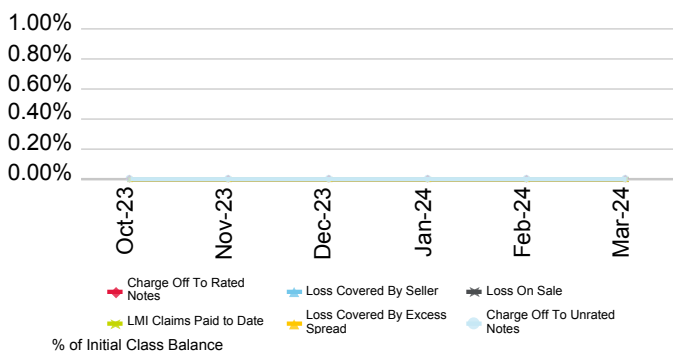 1.00%
0.80%
0.60%
0.40%
0.20%
0.00%
Oct-23
Nov-23
Dec-23
Jan-24
Feb-24
Mar-24
Charge Off To Rated
Notes
Loss Covered By Seller
Loss On Sale
LMI Claims Paid to Date
Loss Covered By Excess
Spread
Charge Off To Unrated
Notes
% of Initial Class Balance